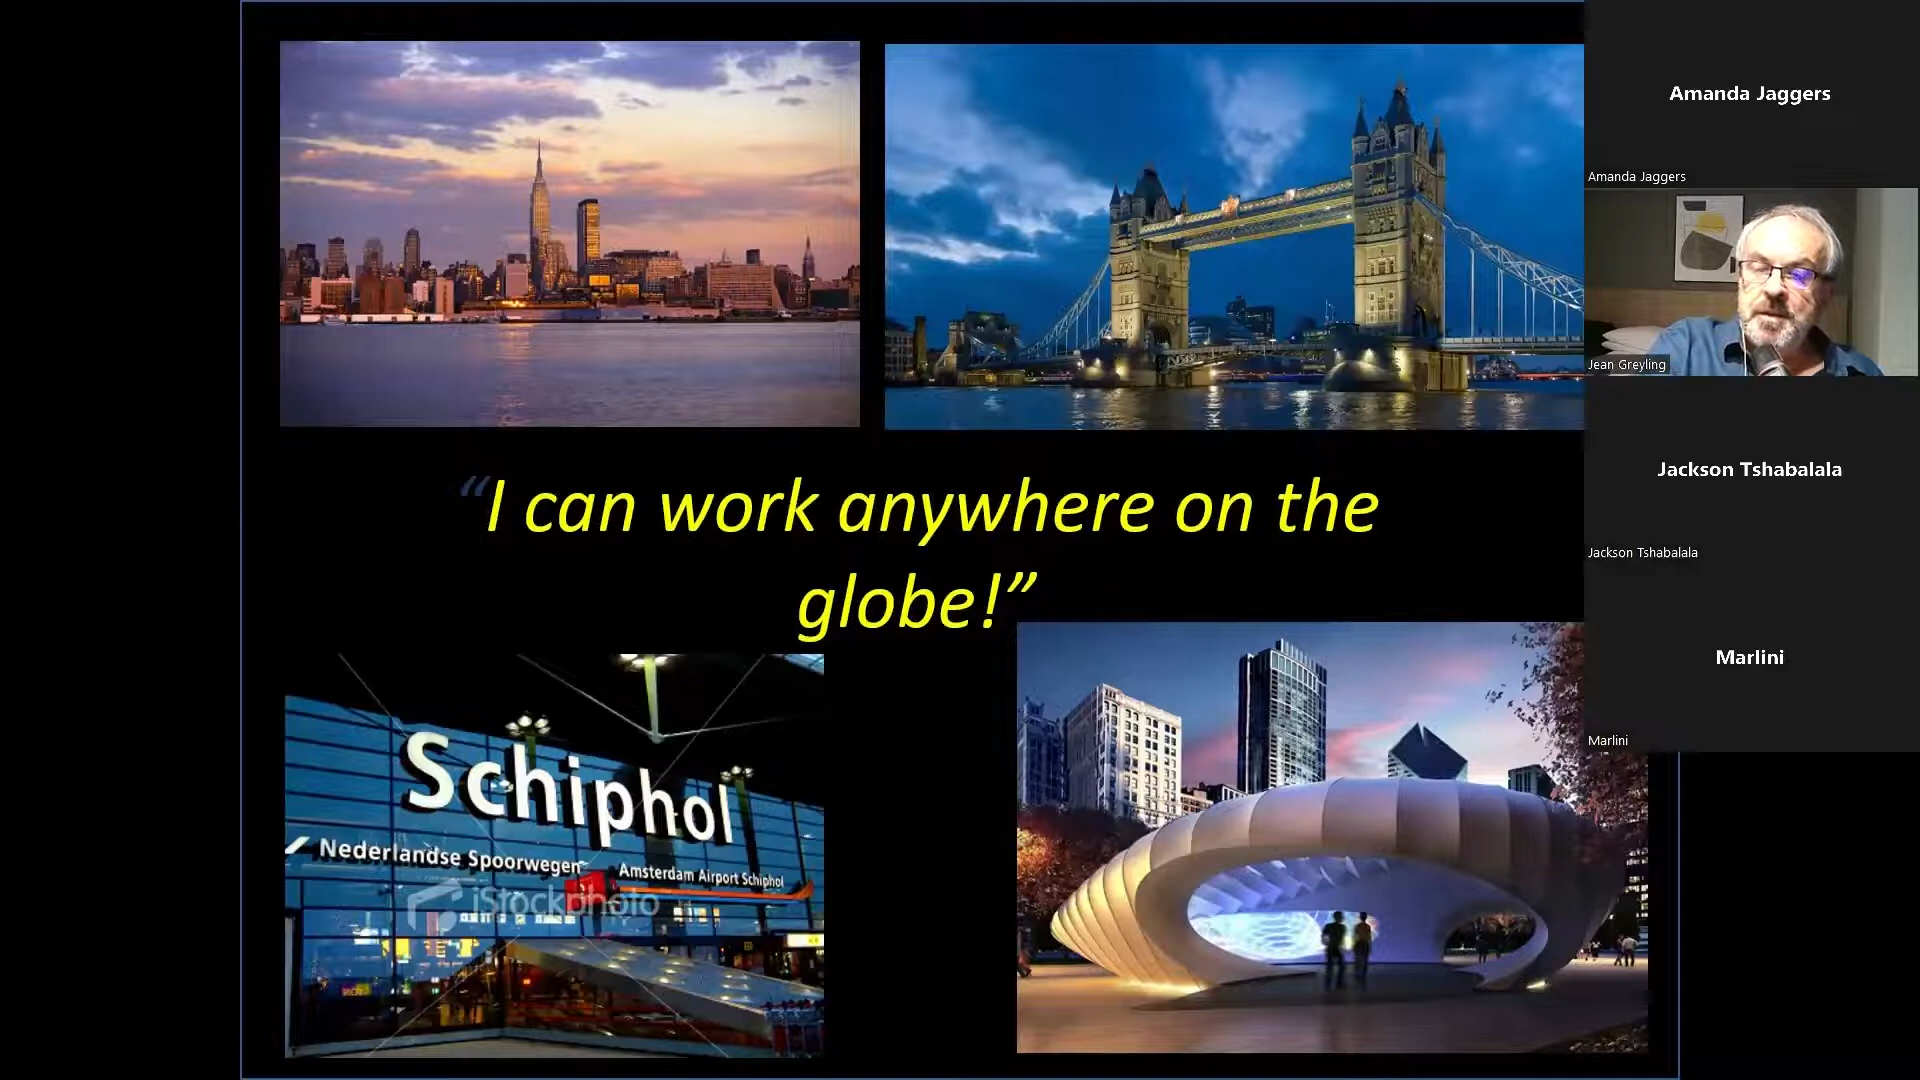 “I can work anywhere on the
globe!”
Schiphol
Nederlandse Spoorwegen
Amsterdam Airport Schiphol
iStockphoto
Amanda Jaggers
Amanda Jaggers
Jean Greyling
Jackson Tshabalala
Jackson Tshabalala
Marlini
Marlini